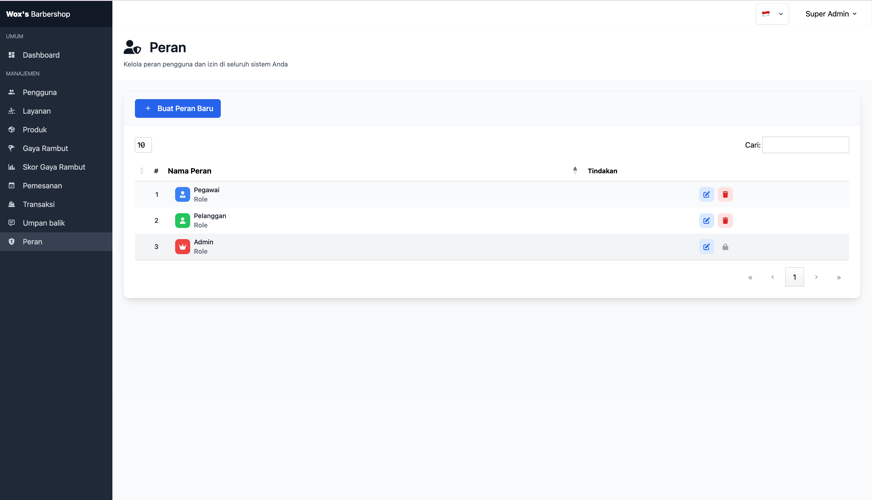 Wox's Barbershop
Super Admin
UMUM
Dashboard
MANAJEMEN
Pengguna
Layanan
Produk
Gaya Rambut
Skor Gaya Rambut
Pemesanan
Transaksi
Umpan balik
Peran
Peran
Kelola peran pengguna dan izin di seluruh sistem Anda
+ Buat Peran Baru
10
Cari:
# Nama Peran Tindakan
1 Pegawai
Role
2 Pelanggan
Role
3 Admin
Role
« ‹ 1 › »